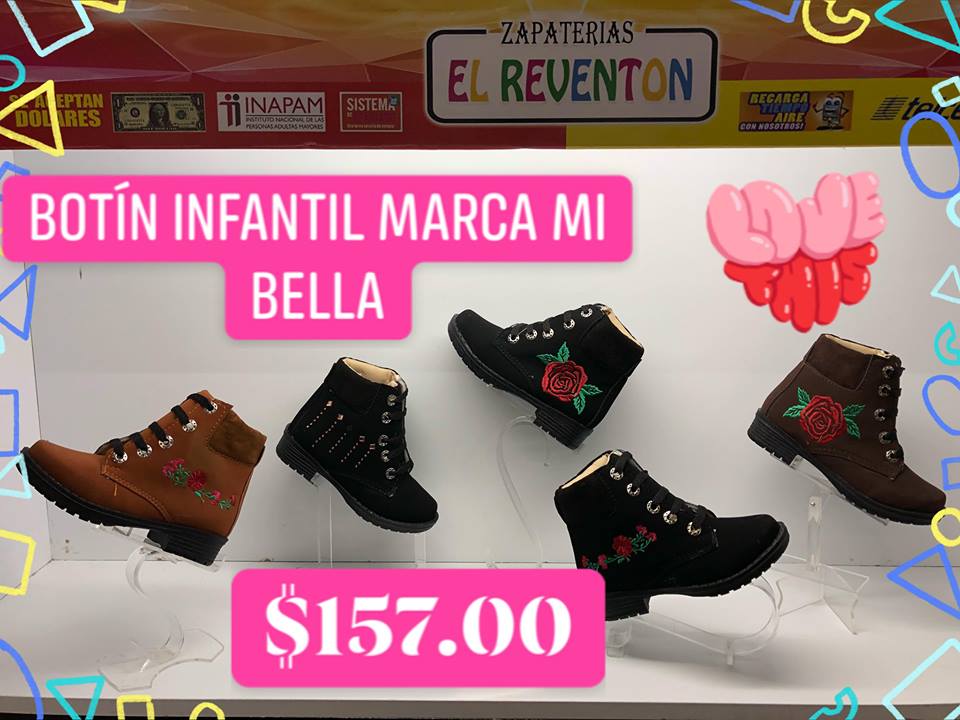 ZAPATERIAS
EL REVENTON
SE ACEPTAN
DOLARES
INAPAM
INSTITUTO NACIONAL DE LAS
PERSONAS ADULTAS MAYORES
SISTEMA
RECARGA
TIEMPO
AIRE
CON NOSOTROS!
BOTÍN INFANTIL MARCA MI
BELLA
LOVE
THIS
$157.00